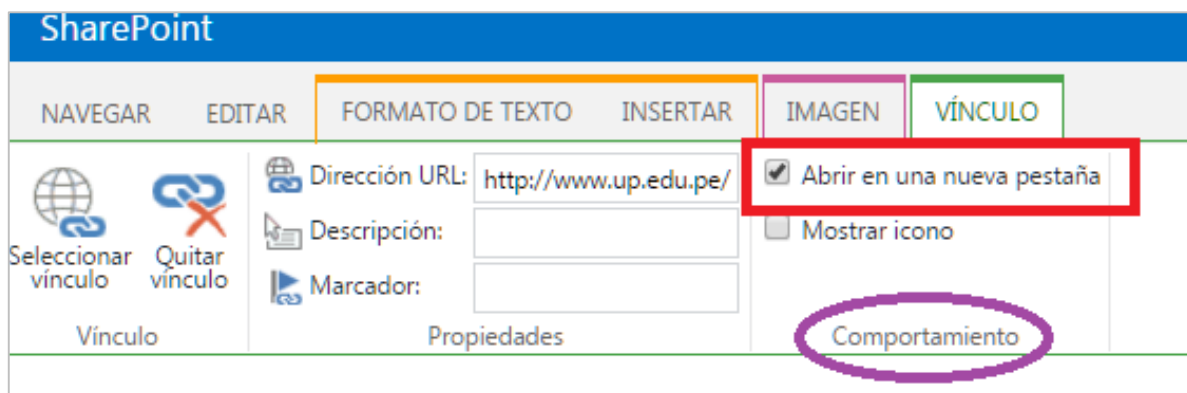 SharePoint
NAVEGAR EDITAR FORMATO DE TEXTO INSERTAR IMAGEN VÍNCULO
Seleccionar vínculo
Quitar vínculo
Vínculo
Dirección URL: http://www.up.edu.pe/
Descripción:
Marcador:
Propiedades
Abrir en una nueva pestaña
Mostrar icono
Comportamiento